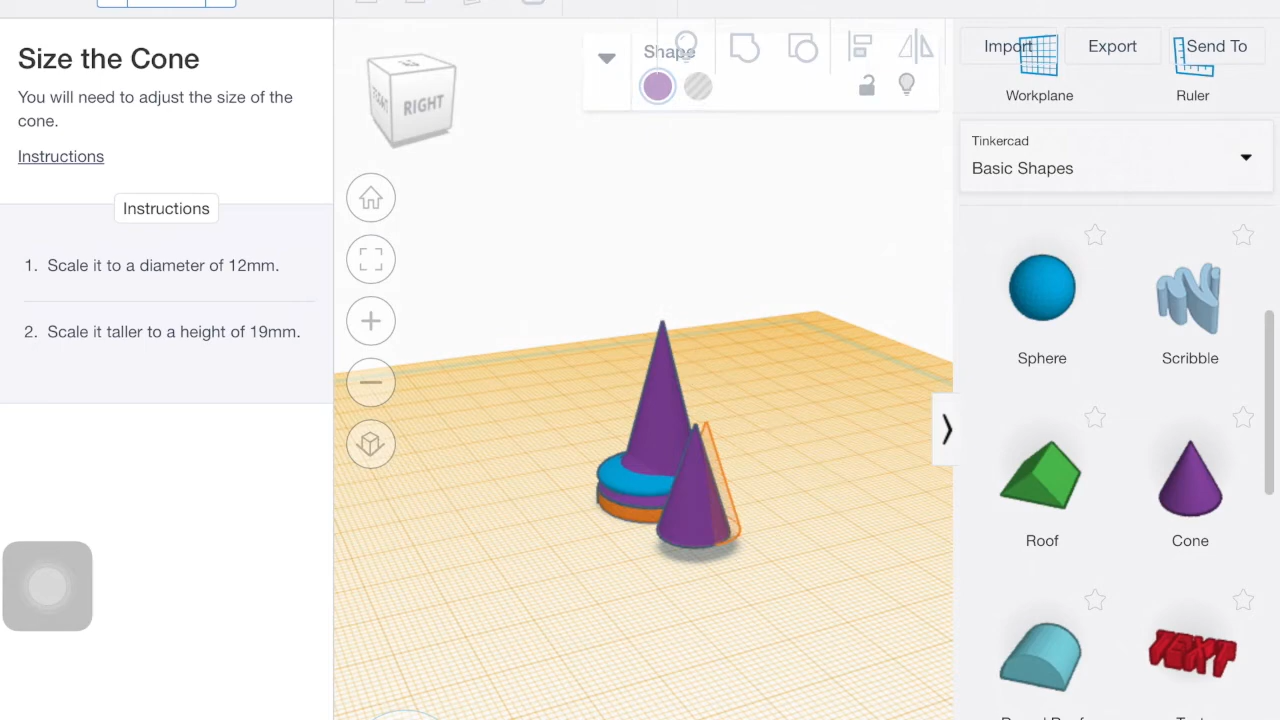 Size the Cone
You will need to adjust the size of the
cone.
Instructions
Instructions
1. Scale it to a diameter of 12mm.
2. Scale it taller to a height of 19mm.
RIGHT
Shape
Import
Export
Send To
Workplane
Ruler
Tinkercad
Basic Shapes
Sphere
Scribble
Roof
Cone
TEXT